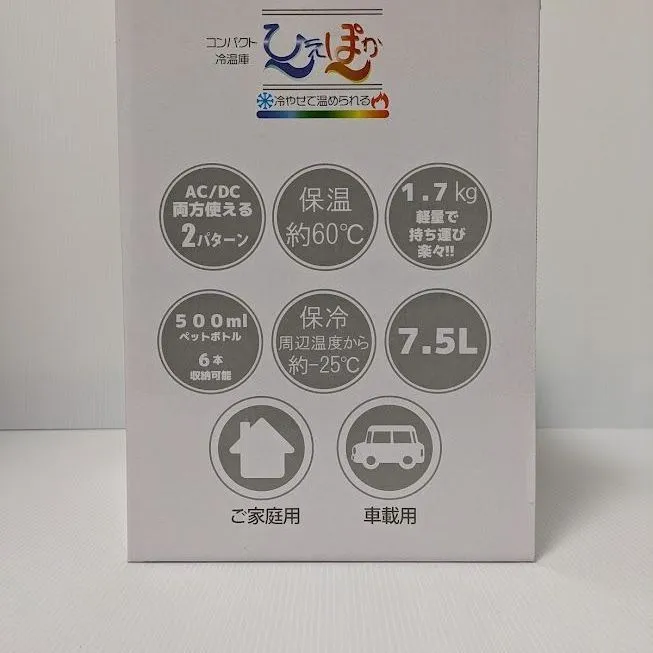 コンパクト
冷温庫
ひえぽか
冷やせて温められる
AC/DC
両方使える
2パターン
保温
約60℃
1.7kg
軽量で
持ち運び
楽々!!
500ml
ペットボトル
6本
収納可能
保冷
周辺温度から
約-25℃
7.5L
ご家庭用
車載用